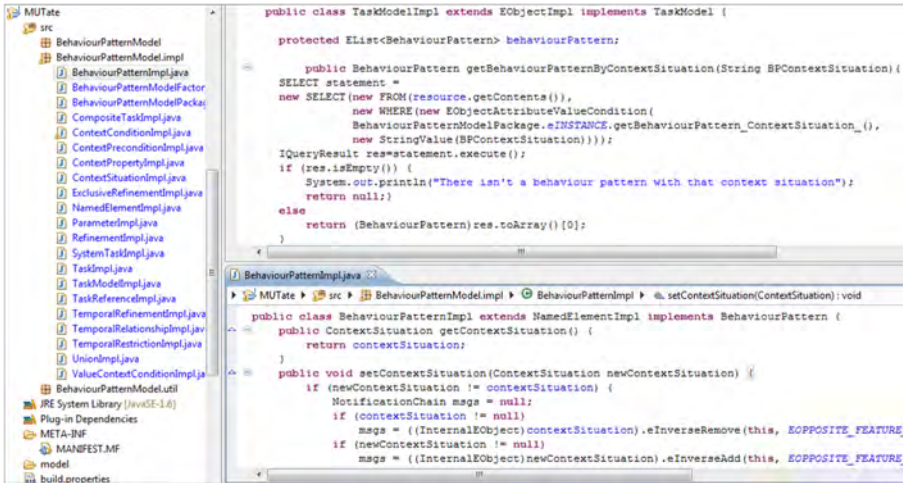 MUTate
src
BehaviourPatternModel
BehaviourPatternModel.impl
BehaviourPatternImpl.java
BehaviourPatternModelFactor
BehaviourPatternModelPackag
CompositeTaskImpl.java
ContextConditionImpl.java
ContextPreconditionImpl.java
ContextPropertyImpl.java
ContextSituationImpl.java
ExclusiveRefinementImpl.java
NamedElementImpl.java
ParameterImpl.java
RefinementImpl.java
SystemTaskImpl.java
TaskImpl.java
TaskModelImpl.java
TaskReferenceImpl.java
TemporalRefinementImpl.java
TemporalRelationshipImpl.jav
TemporalRestrictionImpl.java
UnionImpl.java
ValueContextConditionImpl.ja
BehaviourPatternModel.util
JRE System Library [JavaSE-1.6]
Plug-in Dependencies
META-INF
MANIFEST.MF
model
build.properties
public class TaskModelImpl extends EObjectImpl implements TaskModel {
protected EList<BehaviourPattern> behaviourPattern;
public BehaviourPattern getBehaviourPatternByContextSituation(String BPContextSituation){
SELECT statement =
new SELECT(new FROM(resource.getContents()),
new WHERE(new EObjectAttributeValueCondition(
BehaviourPatternModelPackage.eINSTANCE.getBehaviourPattern_ContextSituation_(),
new StringValue(BPContextSituation))));
IQueryResult res=statement.execute();
if (res.isEmpty()) {
System.out.println("There isn't a behaviour pattern with that context situation");
return null;}
else
return (BehaviourPattern)res.toArray()[0];
}
BehaviourPatternImpl.java
MUTate src BehaviourPatternModel.impl BehaviourPatternImpl setContextSituation(ContextSituation) : void
public class BehaviourPatternImpl extends NamedElementImpl implements BehaviourPattern {
public ContextSituation getContextSituation() {
return contextSituation;
}
public void setContextSituation(ContextSituation newContextSituation) {
if (newContextSituation != contextSituation) {
NotificationChain msgs = null;
if (contextSituation != null)
msgs = ((InternalEObject)contextSituation).eInverseRemove(this, EOPPOSITE_FEATURE_
if (newContextSituation != null)
msgs = ((InternalEObject)newContextSituation).eInverseAdd(this, EOPPOSITE_FEATURE_